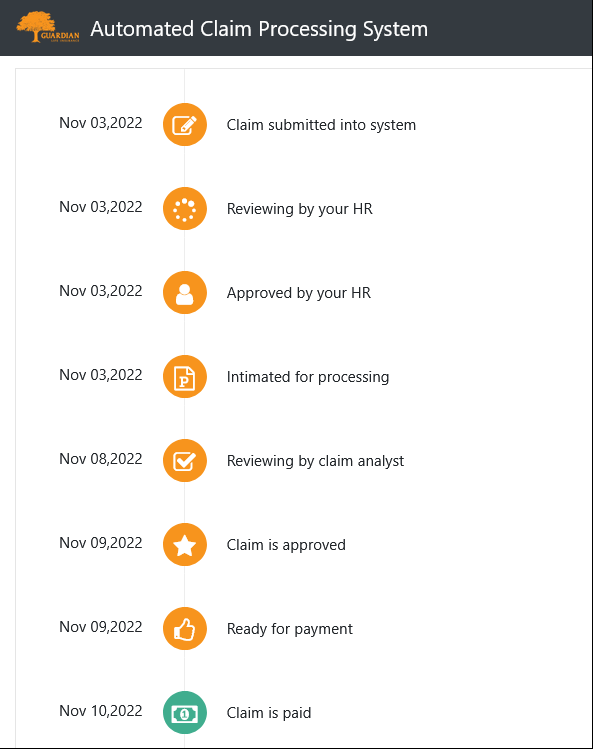 GUARDIAN
LIFE INSURANCE
Automated Claim Processing System
Nov 03,2022 Claim submitted into system
Nov 03,2022 Reviewing by your HR
Nov 03,2022 Approved by your HR
Nov 03,2022 Intimated for processing
Nov 08,2022 Reviewing by claim analyst
Nov 09,2022 Claim is approved
Nov 09,2022 Ready for payment
Nov 10,2022 Claim is paid